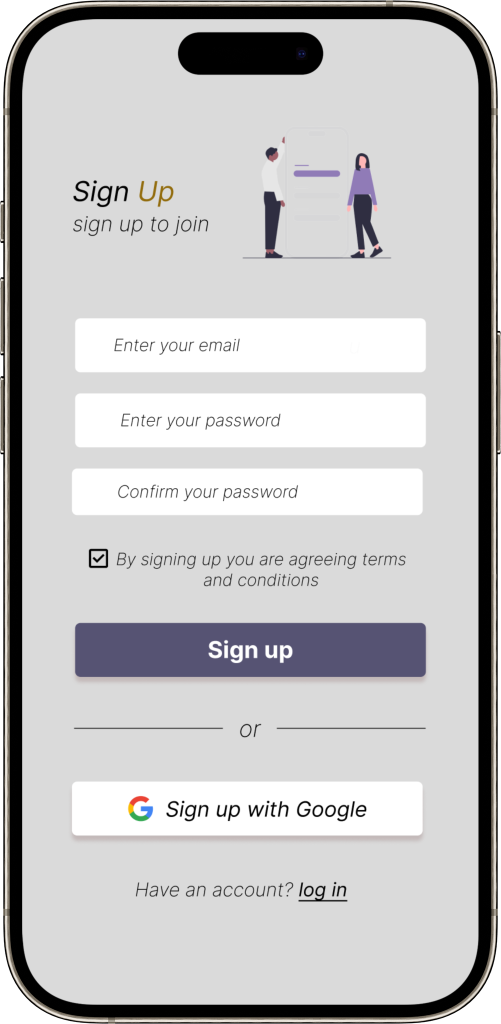 Sign Up
sign up to join
Enter your email
Enter your password
Confirm your password
By signing up you are agreeing terms
and conditions
Sign up
or
Sign up with Google
Have an account? log in